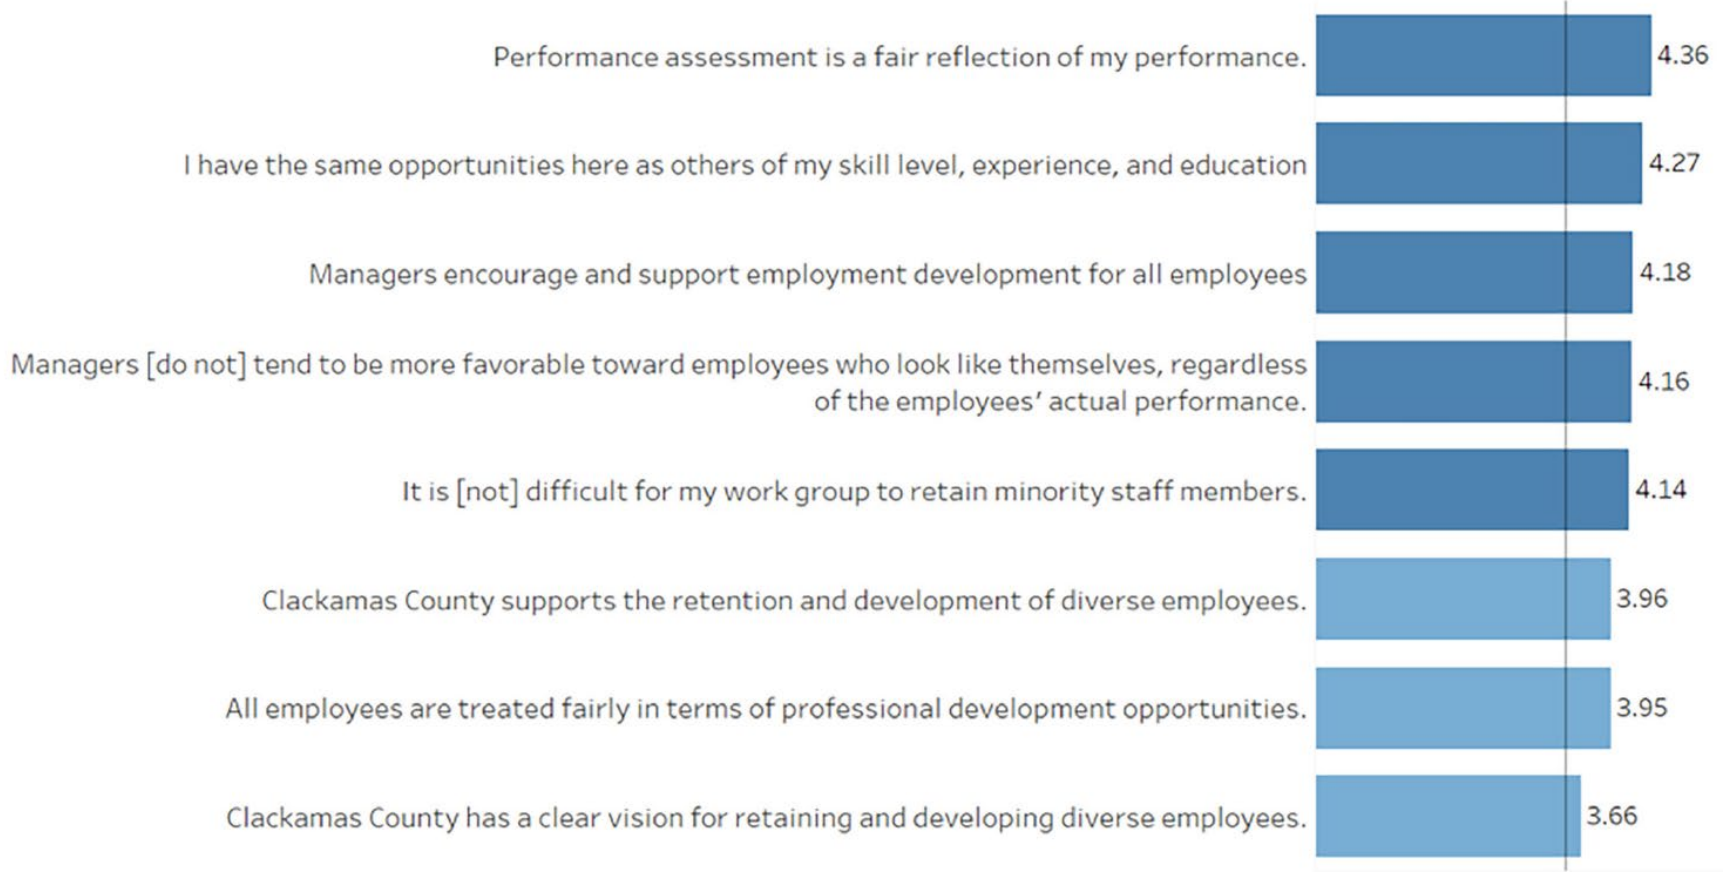 Performance assessment is a fair reflection of my performance.
4.36
I have the same opportunities here as others of my skill level, experience, and education
4.27
Managers encourage and support employment development for all employees
4.18
Managers [do not] tend to be more favorable toward employees who look like themselves, regardless
of the employees’ actual performance.
4.16
It is [not] difficult for my work group to retain minority staff members.
4.14
Clackamas County supports the retention and development of diverse employees.
3.96
All employees are treated fairly in terms of professional development opportunities.
3.95
Clackamas County has a clear vision for retaining and developing diverse employees.
3.66